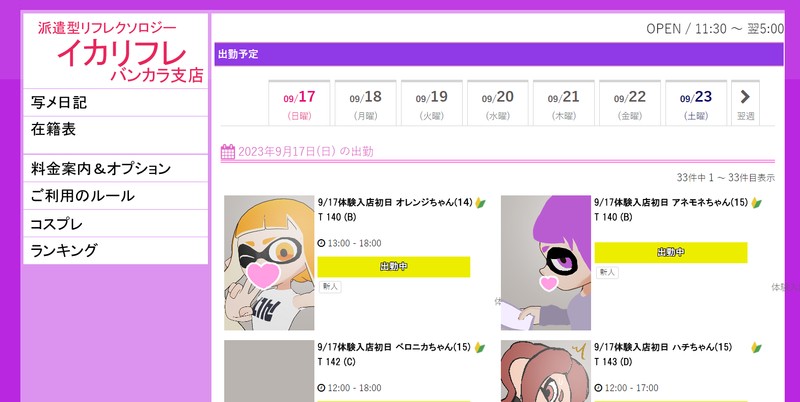 派遣型リフレクソロジー
イカリフレ
バンカラ支店
写メ日記
在籍表
料金案内＆オプション
ご利用のルール
コスプレ
ランキング
OPEN / 11:30 ～ 翌5:00
出勤予定
09/17
(日曜)
09/18
(月曜)
09/19
(火曜)
09/20
(水曜)
09/21
(木曜)
09/22
(金曜)
09/23
(土曜)
翌週
2023年9月17日(日) の出勤
33件中 1 ～ 33件目表示
9/17体験入店初日 オレンジちゃん(14)
T 140 (B)
13:00 - 18:00
出勤中
新人
9/17体験入店初日 アネモネちゃん(15)
T 140 (B)
出勤中
新人
体
体
9/17体験入店初日 ベロニカちゃん(15)
T 142 (C)
12:00 - 18:00
9/17体験入店初日 ハチちゃん(15)
T 143 (D)
12:00 - 17:00